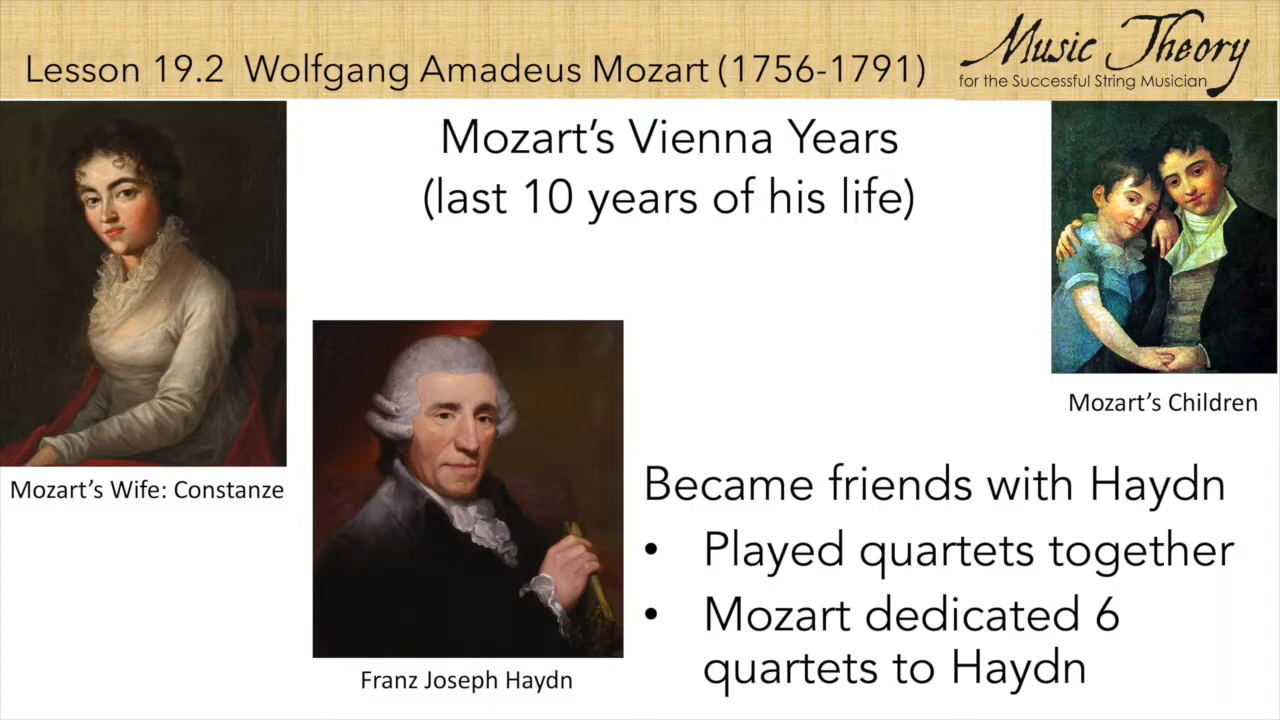 Lesson 19.2 Wolfgang Amadeus Mozart (1756-1791)
Music Theory
for the Successful String Musician
Mozart's Vienna Years
(last 10 years of his life)
Mozart's Children
Mozart's Wife: Constanze
Became friends with Haydn
• Played quartets together
• Mozart dedicated 6
quartets to Haydn
Franz Joseph Haydn